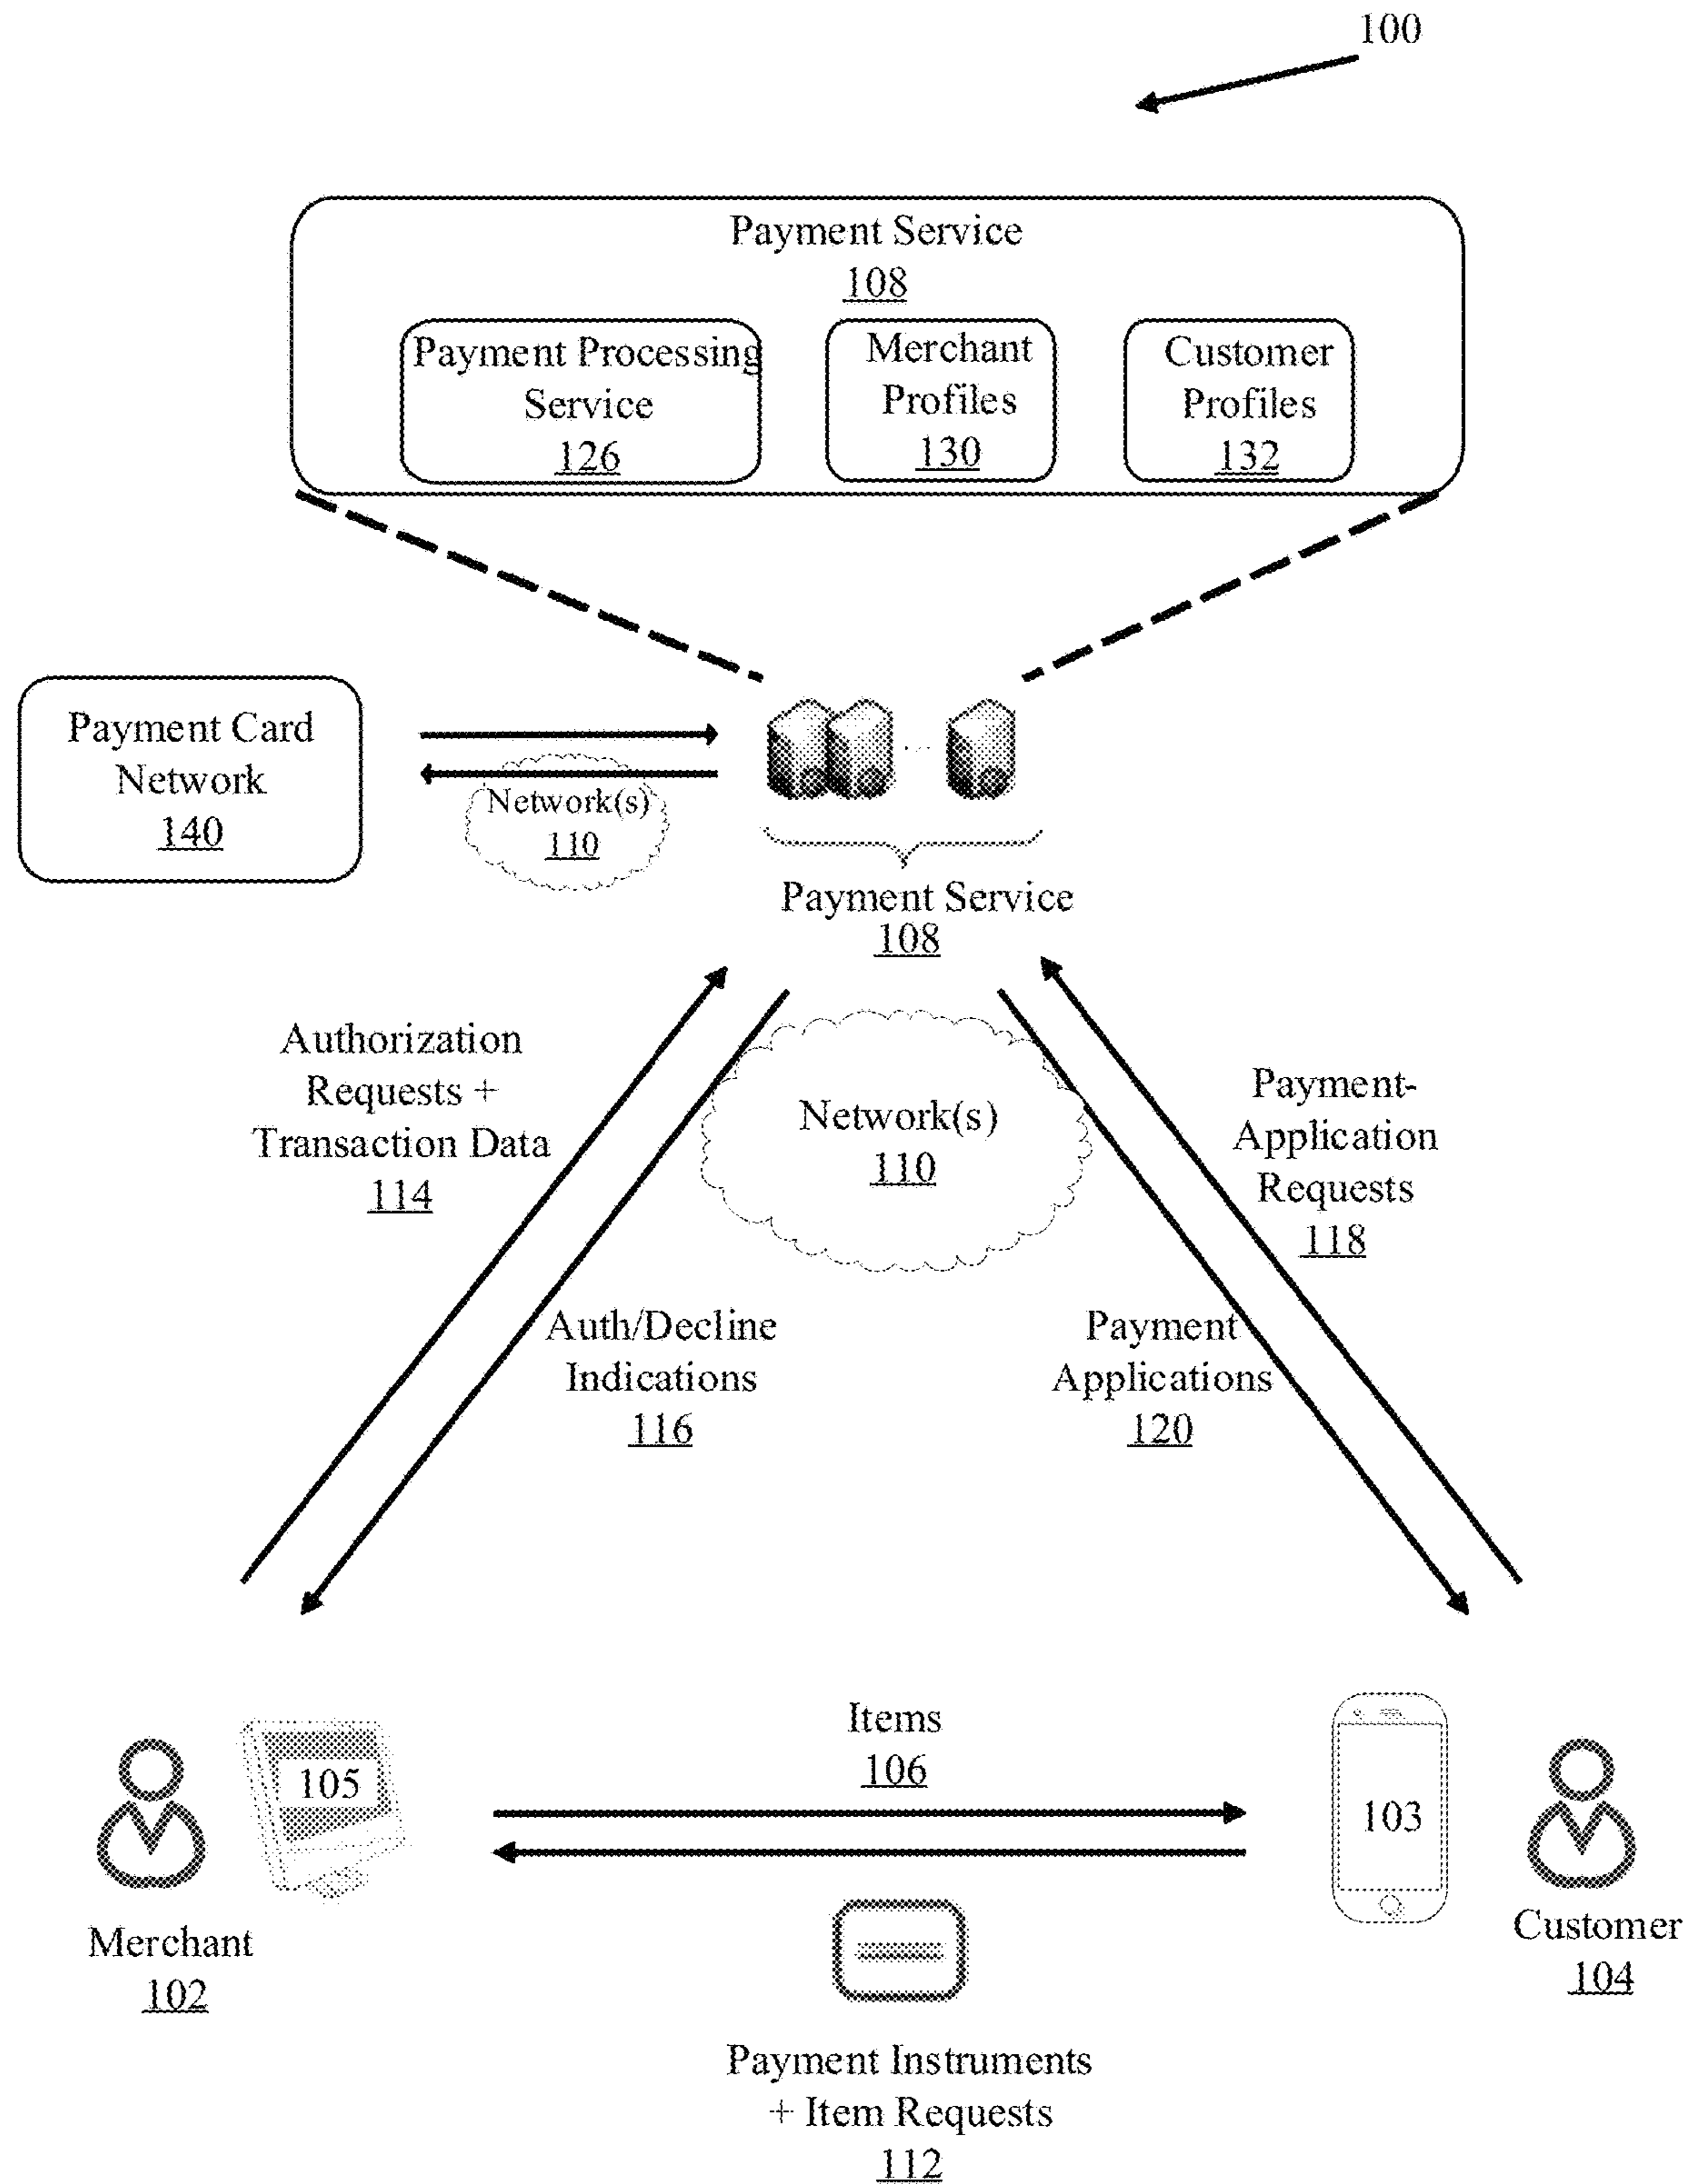 100
Payment Service
108
Payment Processing
Service
126
Merchant
Profiles
130
Customer
Profiles
132
Payment Card
Network
140
Network(s)
110
Payment Service
108
Authorization
Requests +
Transaction Data
114
Network(s)
110
Payment-
Application
Requests
118
Auth/Decline
Indications
116
Payment
Applications
120
Items
106
105
103
Merchant
102
Customer
104
Payment Instruments
+ Item Requests
112